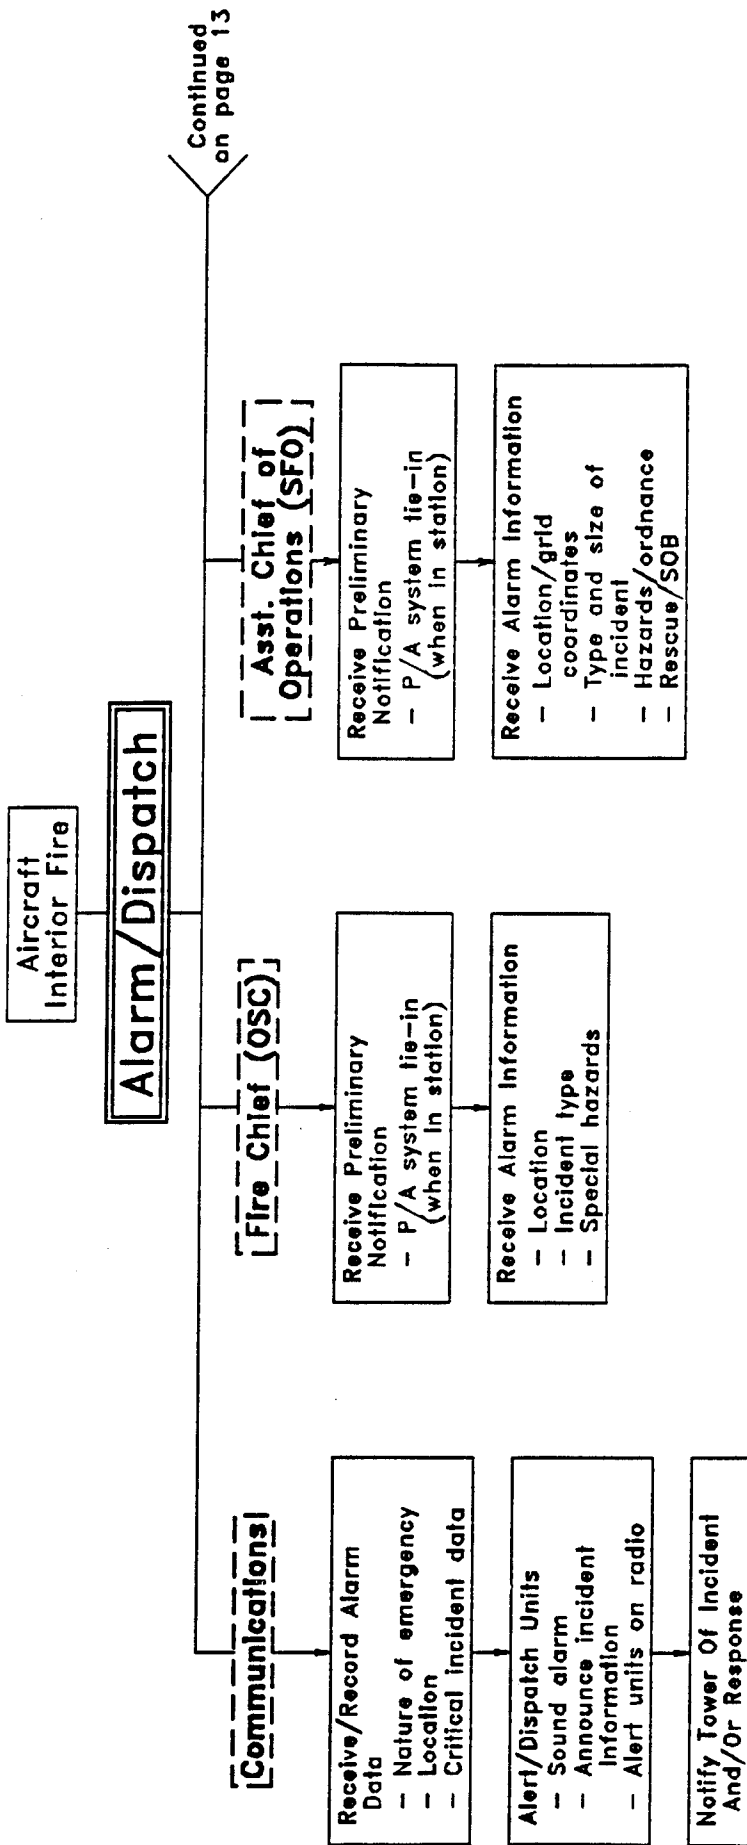 Aircraft
Interior Fire
Alarm/Dispatch
Continued
on page 13
Communications
Receive/Record Alarm
Data
- Nature of emergency
- Location
- Critical incident data
Alert/Dispatch Units
- Sound alarm
- Announce incident
Information
- Alert units on radio
Notify Tower Of Incident
And/Or Response
Fire Chief (OSC)
Receive Preliminary
Notification
- P/A system tie-in
(when in station)
Receive Alarm Information
- Location
- Incident type
- Special hazards
Asst. Chief of
Operations (SFO)
Receive Preliminary
Notification
- P/A system tie-in
(when in station)
Receive Alarm Information
- Location/grid
coordinates
- Type and size of
incident
- Hazards/ordnance
- Rescue/SOB